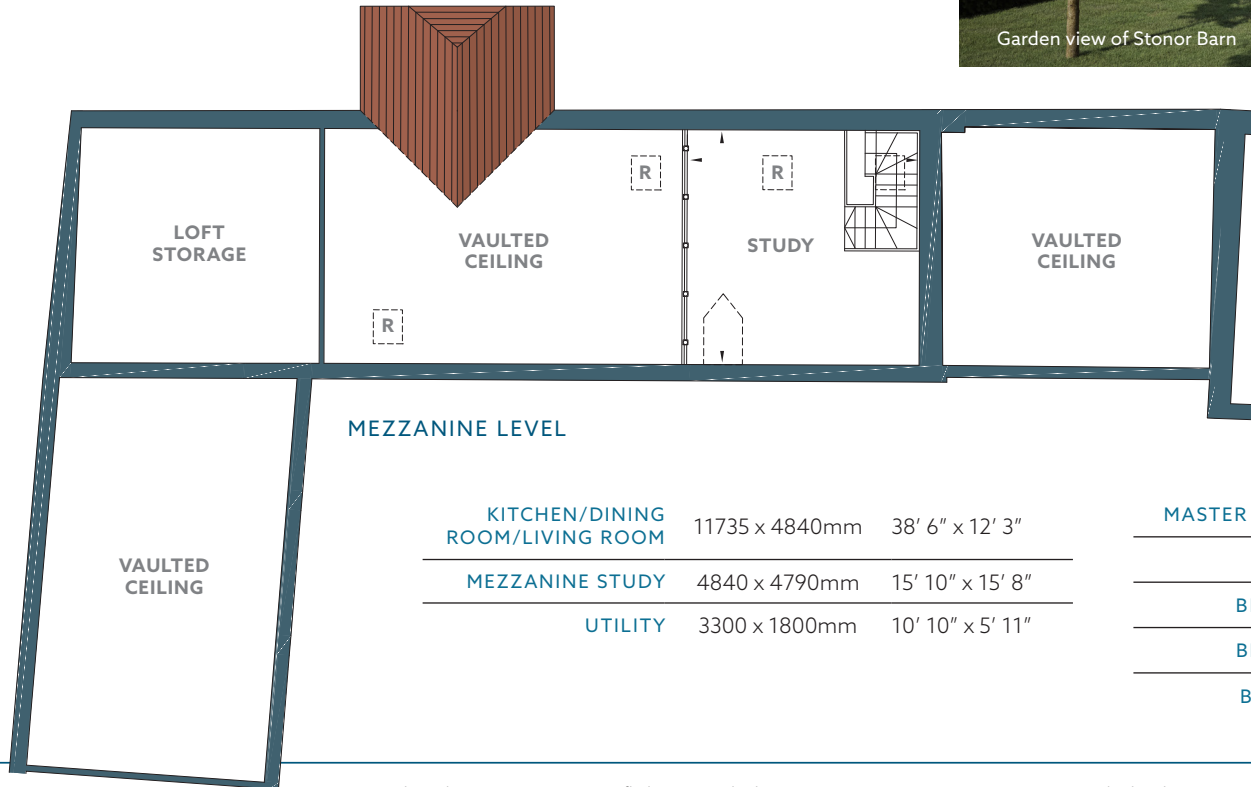 Garden view of Stonor Barn
LOFT
STORAGE
VAULTED
CEILING
R
R
R
STUDY
VAULTED
CEILING
VAULTED
CEILING
MEZZANINE LEVEL
KITCHEN/DINING
ROOM/LIVING ROOM 11735 x 4840mm 38' 6" x 12' 3"
MEZZANINE STUDY 4840 x 4790mm 15' 10" x 15' 8"
UTILITY 3300 x 1800mm 10' 10" x 5' 11"
MASTER